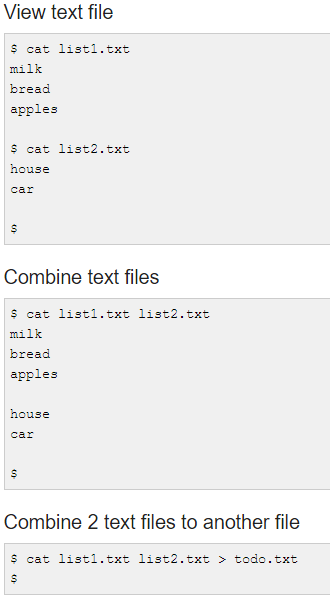 View text file
$ cat list1.txt
milk
bread
apples
$ cat list2.txt
house
car
$
Combine text files
$ cat list1.txt list2.txt
milk
bread
apples
house
car
$
Combine 2 text files to another file
$ cat list1.txt list2.txt > todo.txt
$